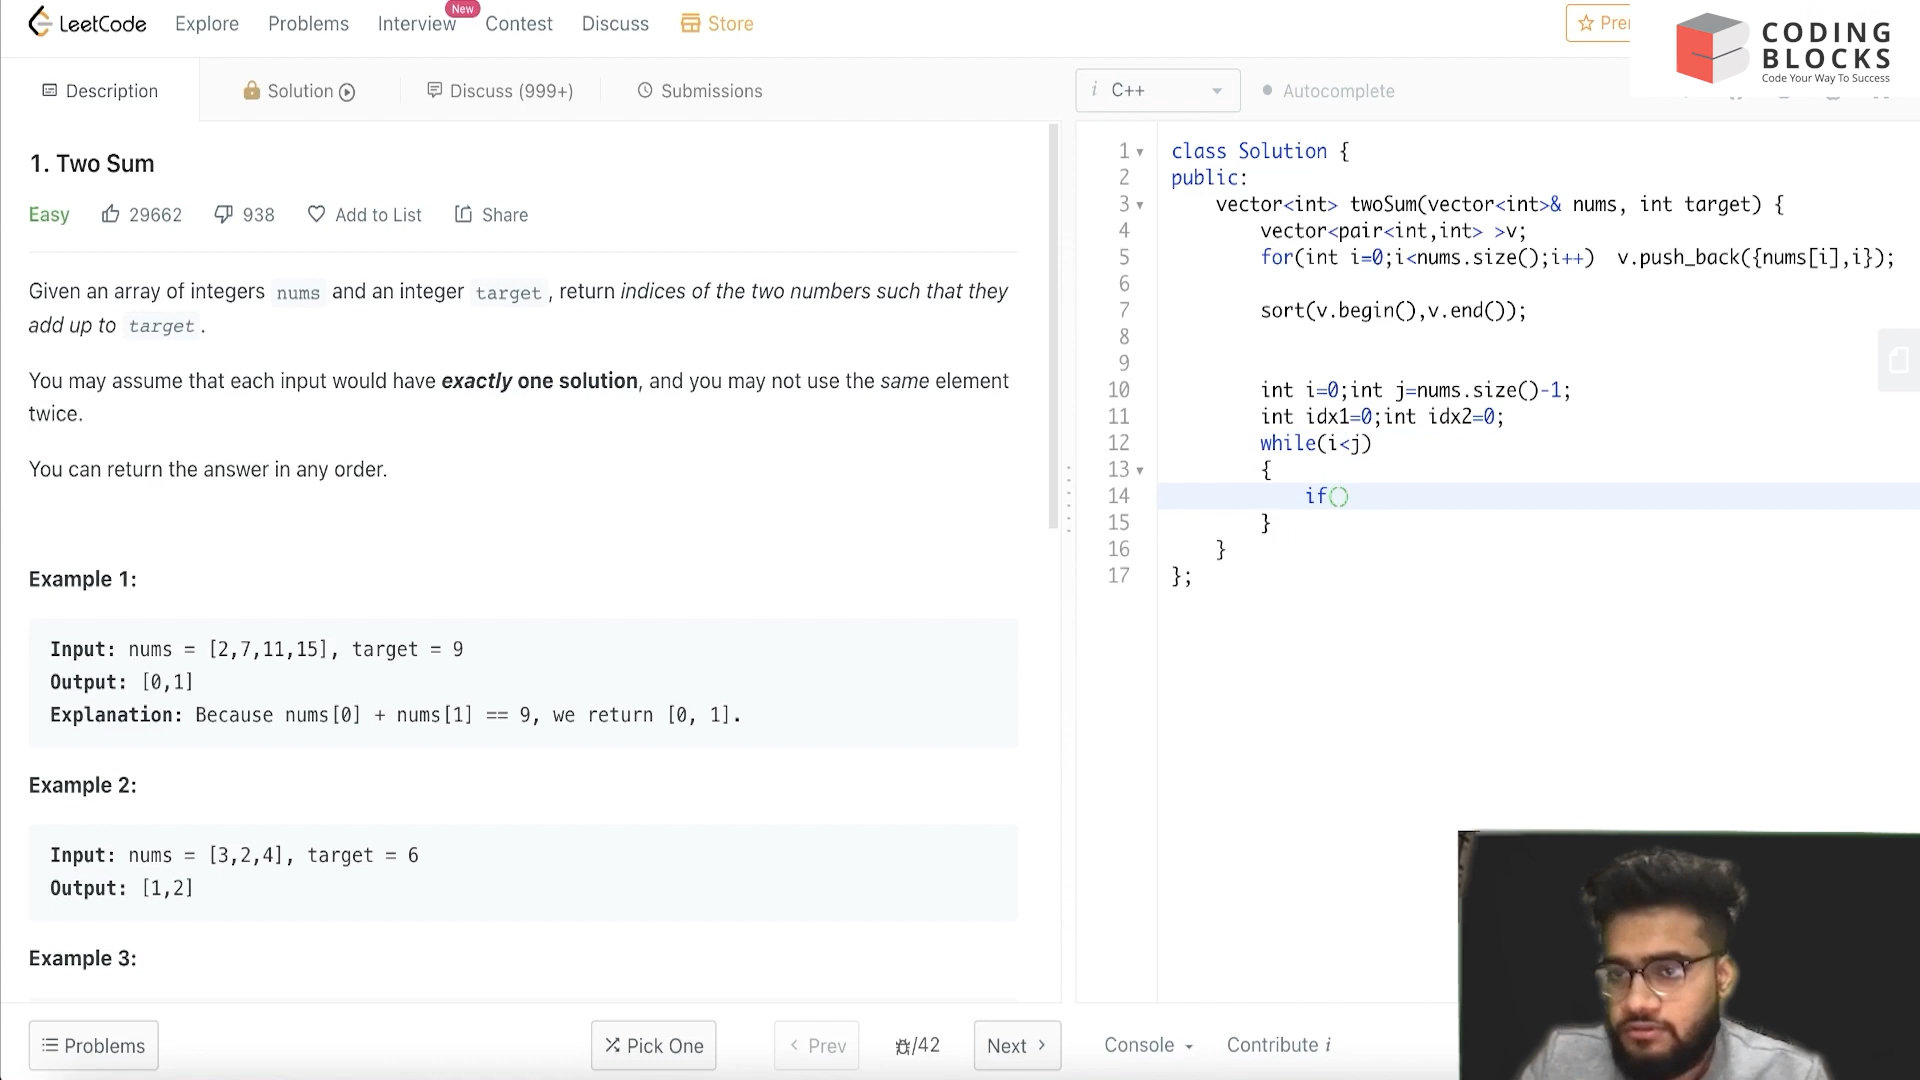 LeetCode
Explore
Problems
Interview
New
Contest
Discuss
Store
CODING
BLOCKS
Code Your Way To Success
Description
Solution
Discuss (999+)
Submissions
i C++
Autocomplete
1. Two Sum
Easy
29662
938
Add to List
Share
Given an array of integers nums and an integer target, return indices of the two numbers such that they
add up to target.
You may assume that each input would have exactly one solution, and you may not use the same element
twice.
You can return the answer in any order.
Example 1:
Input: nums = [2,7,11,15], target = 9
Output: [0,1]
Explanation: Because nums[0] + nums[1] == 9, we return [0, 1].
Example 2:
Input: nums = [3,2,4], target = 6
Output: [1,2]
Example 3:
1 class Solution {
2 public:
3 vector<int> twoSum(vector<int>& nums, int target) {
4 vector<pair<int,int> >v;
5 for(int i=0;i<nums.size();i++) v.push_back({nums[i],i});
6
7 sort(v.begin(),v.end());
8
9
10 int i=0;int j=nums.size()-1;
11 int idx1=0;int idx2=0;
12 while(i<j)
13 {
14 if()
15 }
16 }
17 };
Problems
Pick One
< Prev
/42
Next >
Console
Contribute i